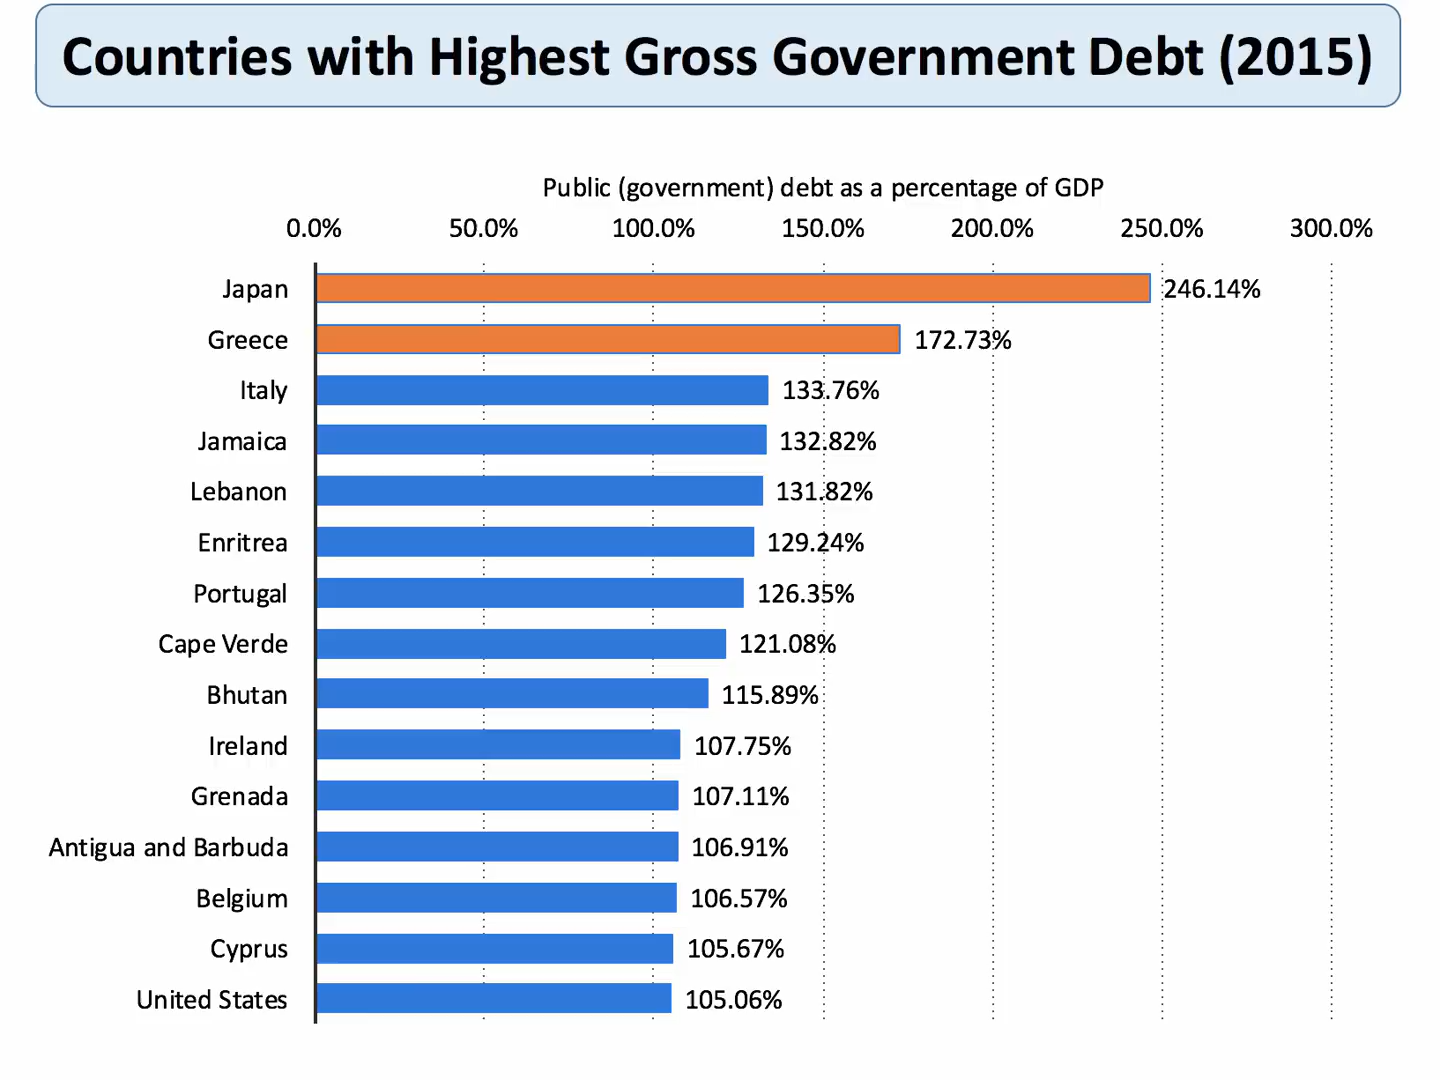 Countries with Highest Gross Government Debt (2015)
Public (government) debt as a percentage of GDP
0.0% 50.0% 100.0% 150.0% 200.0% 250.0% 300.0%
Japan 246.14%
Greece 172.73%
Italy 133.76%
Jamaica 132.82%
Lebanon 131.82%
Enritrea 129.24%
Portugal 126.35%
Cape Verde 121.08%
Bhutan 115.89%
Ireland 107.75%
Grenada 107.11%
Antigua and Barbuda 106.91%
Belgium 106.57%
Cyprus 105.67%
United States 105.06%